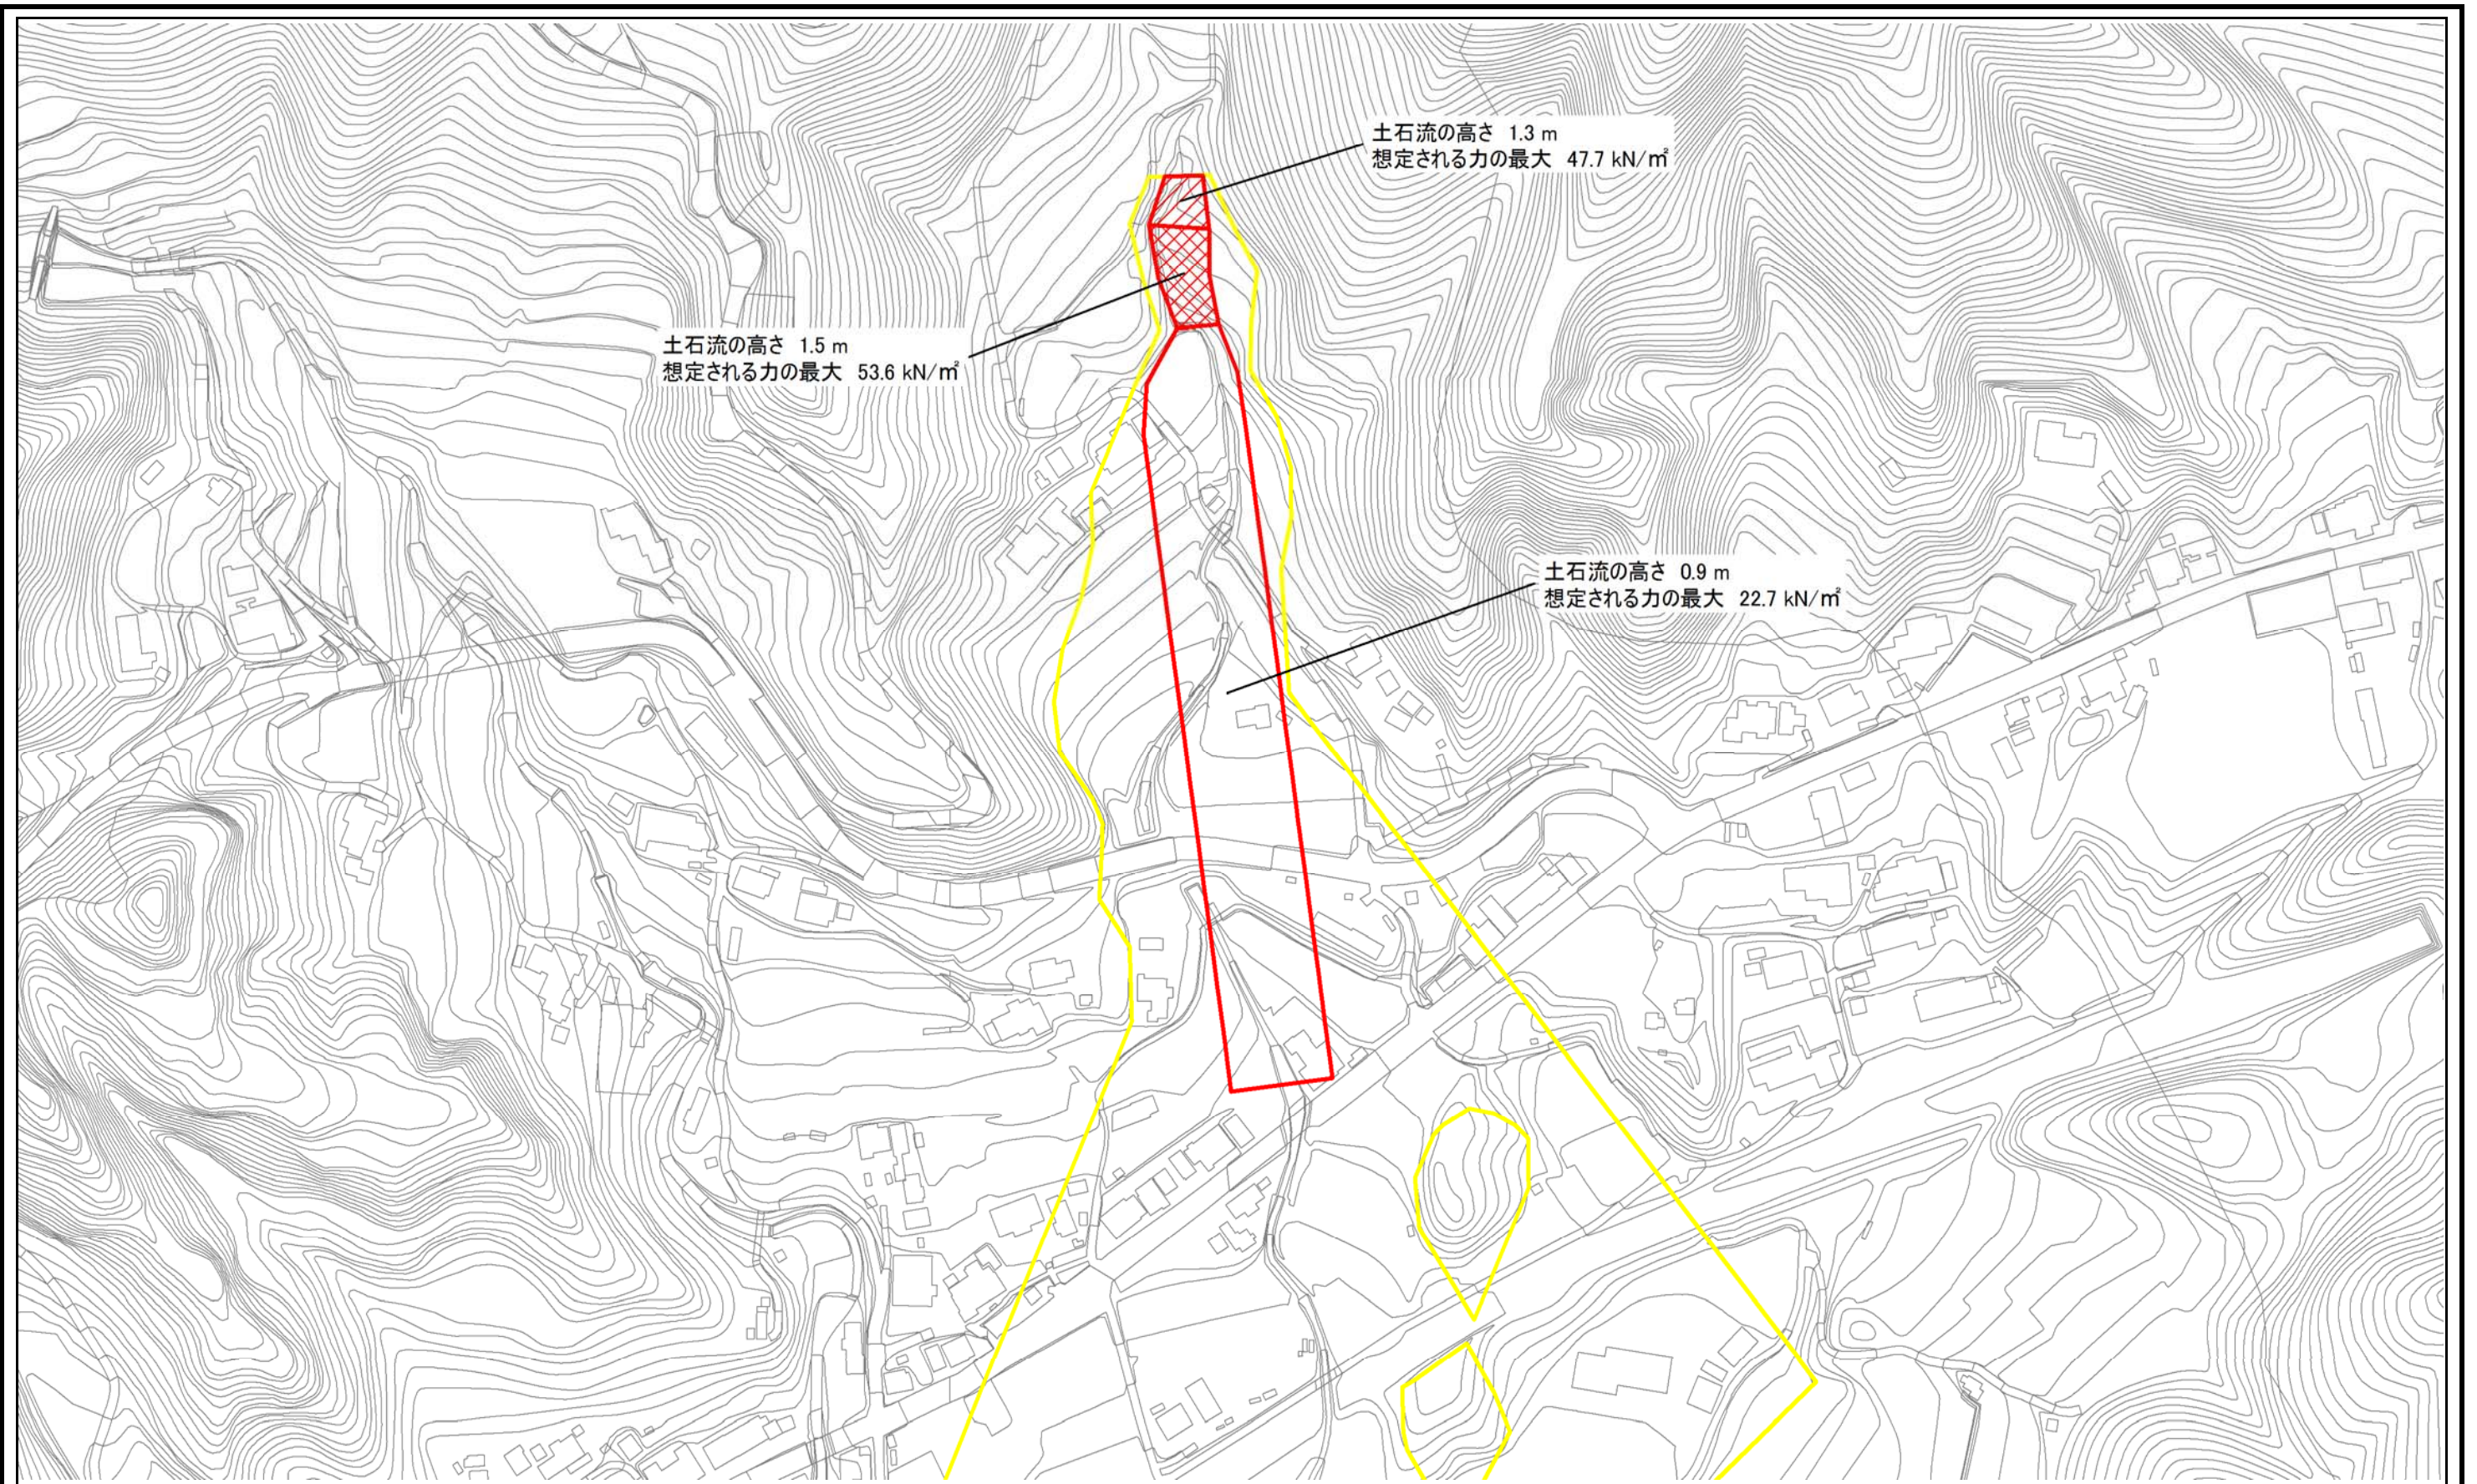 土石流の高さ 1.3 m
想定される力の最大 47.7 kN/㎡
土石流の高さ 1.5 m
想定される力の最大 53.6 kN/㎡
土石流の高さ 0.9 m
想定される力の最大 22.7 kN/㎡